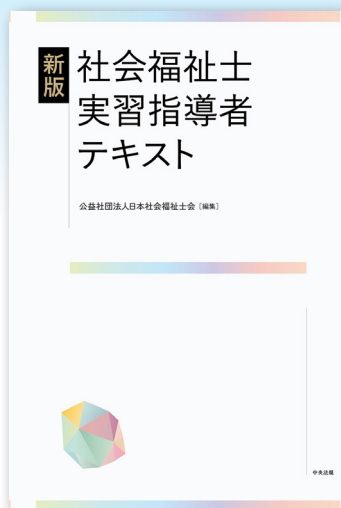 新版
社会福祉士
実習指導者
テキスト
公益社団法人日本社会福祉士会［編集］
中央法規